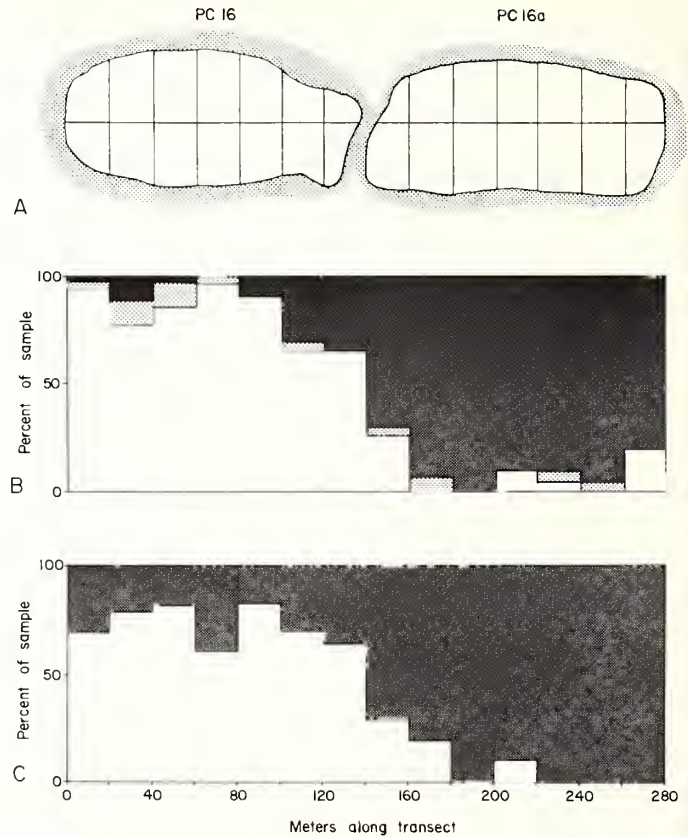 PC 16 PC 16a
A
100
50
0
Percent of sample
B
100
50
0
Percent of sample
C
0 40 80 120 160 200 240 280
Meters along transect